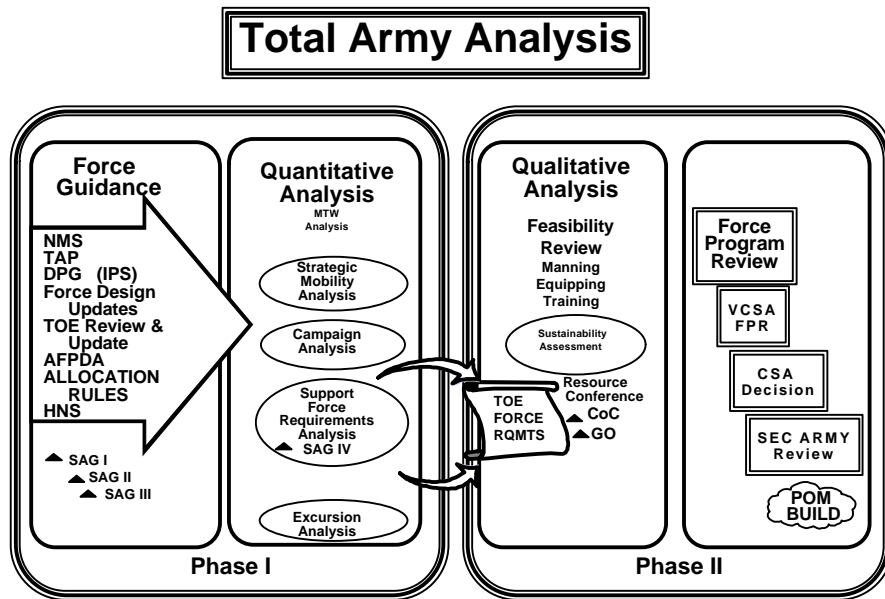 Total Army Analysis
Force
Guidance
NMS
TAP
DPG (IPS)
Force Design
Updates
TOE Review &
Update
AFPDA
ALLOCATION
RULES
HNS
SAG I
SAG II
SAG III
Quantitative
Analysis
MTW
Analysis
Strategic
Mobility
Analysis
Campaign
Analysis
Support
Force
Requirements
Analysis
SAG IV
Excursion
Analysis
Phase I
Qualitative
Analysis
Feasibility
Review
Manning
Equipping
Training
Sustainability
Assessment
Resource
Conference
CoC
GO
TOE
FORCE
RQMTS
Force
Program
Review
VCSA
FPR
CSA
Decision
SEC ARMY
Review
POM
BUILD
Phase II